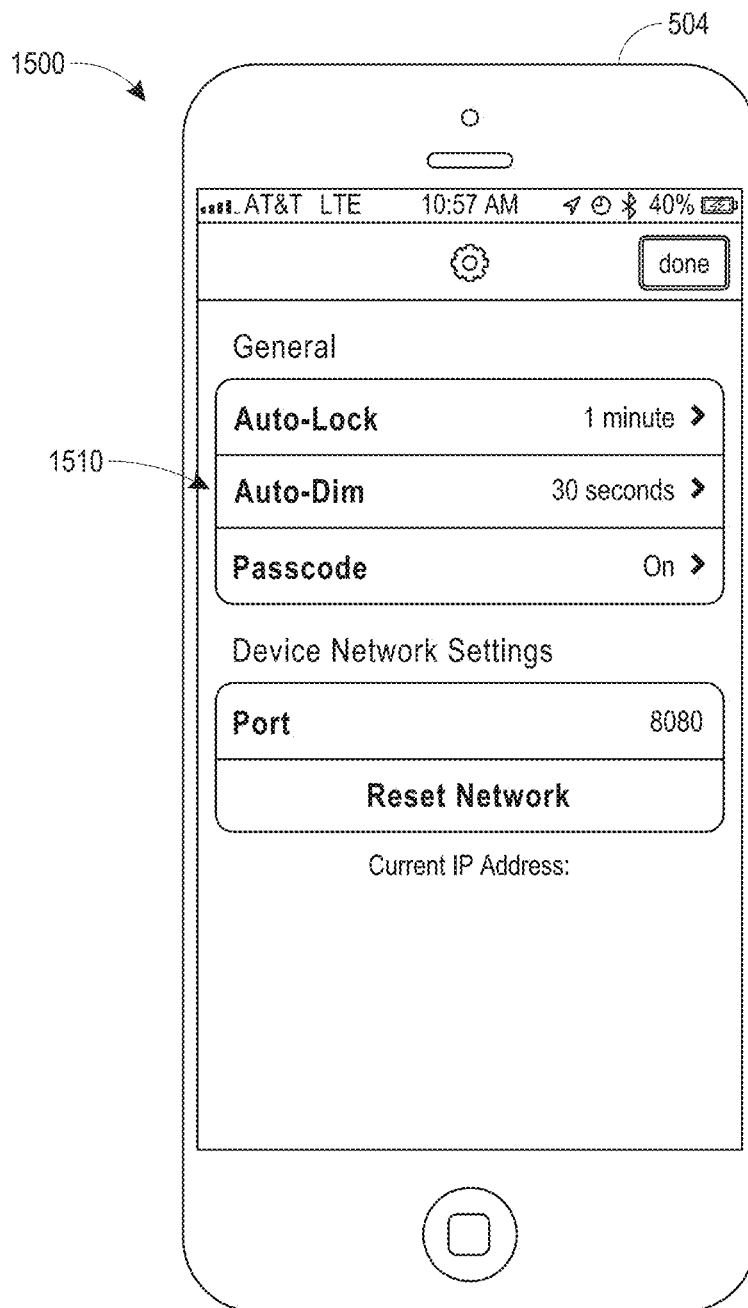 504
1500
AT&T LTE 10:57 AM 40%
done
General
Auto-Lock 1 minute >
1510
Auto-Dim 30 seconds >
Passcode On >
Device Network Settings
Port 8080
Reset Network
Current IP Address: